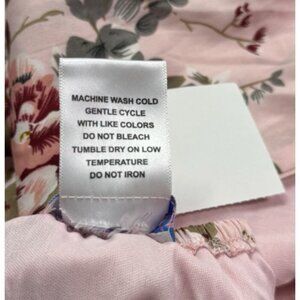 MACHINE WASH COLD
GENTLE CYCLE
WITH LIKE COLORS
DO NOT BLEACH
TUMBLE DRY ON LOW
TEMPERATURE
DO NOT IRON